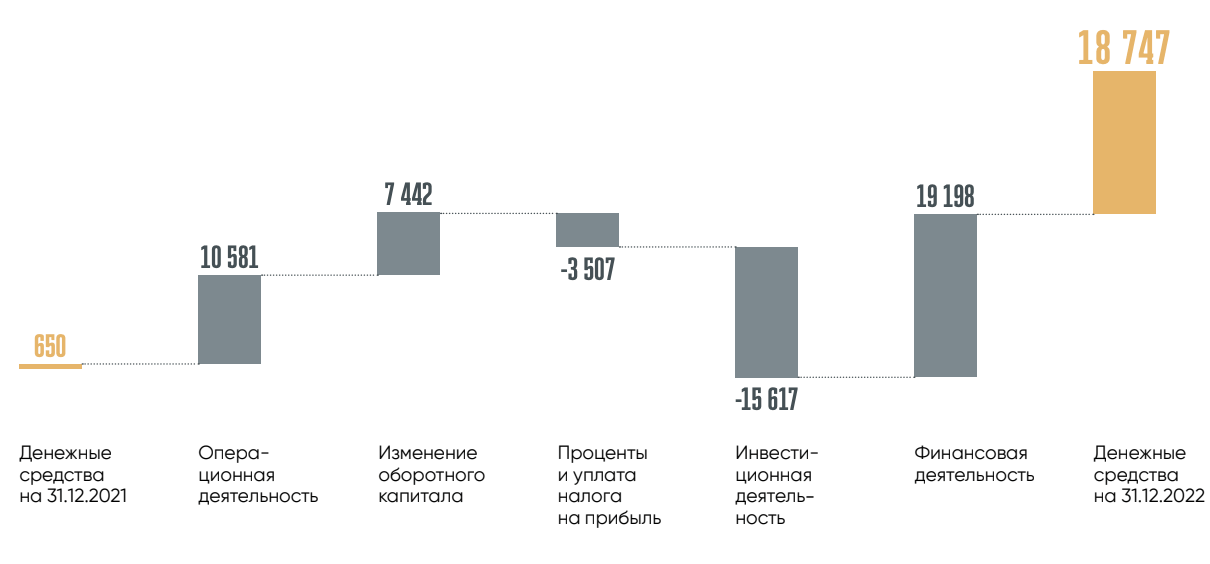 18 747
7 442
19 198
10 581
-3 507
650
-15 617
Денежные
средства
на 31.12.2021
Опера-
ционная
деятельность
Изменение
оборотного
капитала
Проценты
и уплата
налога
на прибыль
Инвести-
ционная
деятель-
ность
Финансовая
деятельность
Денежные
средства
на 31.12.2022